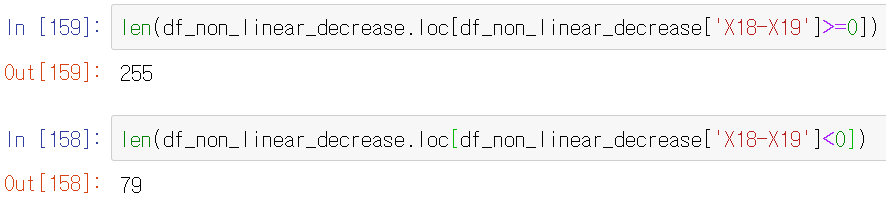 In [159]: len(df_non_linear_decrease.loc[df_non_linear_decrease['X18-X19']>=0])
Out[159]: 255
In [158]: len(df_non_linear_decrease.loc[df_non_linear_decrease['X18-X19']<0])
Out[158]: 79